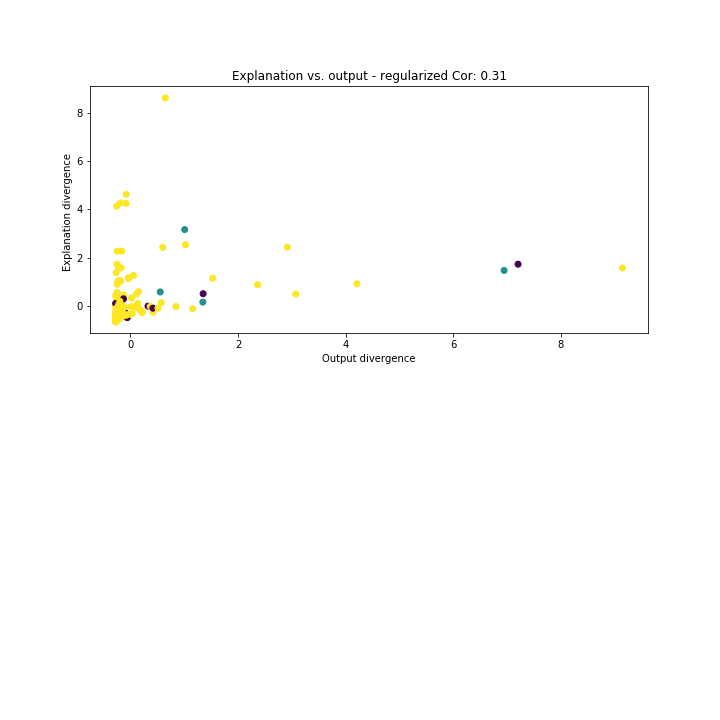 Explanation vs. output - regularized Cor: 0.31
Explanation divergence
8
6
4
2
0
0 2 4 6 8
Output divergence